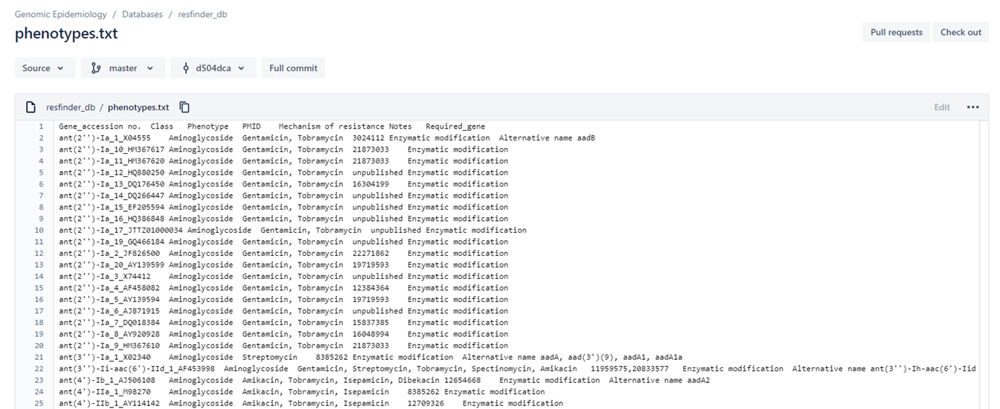 Genomic Epidemiology / Databases / resfinder_db
phenotypes.txt
Pull requests Check out
Source master d504dca Full commit
resfinder_db / phenotypes.txt Edit
1 Gene_accession no. Class Phenotype PMID Mechanism of resistance Notes Required_gene
2 ant(2'')-Ia_1_X04555 Aminoglycoside Gentamicin, Tobramycin 3024112 Enzymatic modification Alternative name aadB
3 ant(2'')-Ia_10_HM367617 Aminoglycoside Gentamicin, Tobramycin 21873033 Enzymatic modification
4 ant(2'')-Ia_11_HM367620 Aminoglycoside Gentamicin, Tobramycin 21873033 Enzymatic modification
5 ant(2'')-Ia_12_HQ880250 Aminoglycoside Gentamicin, Tobramycin unpublished Enzymatic modification
6 ant(2'')-Ia_13_DQ176450 Aminoglycoside Gentamicin, Tobramycin 16304199 Enzymatic modification
7 ant(2'')-Ia_14_DQ266447 Aminoglycoside Gentamicin, Tobramycin unpublished Enzymatic modification
8 ant(2'')-Ia_15_EF205594 Aminoglycoside Gentamicin, Tobramycin unpublished Enzymatic modification
9 ant(2'')-Ia_16_HQ386848 Aminoglycoside Gentamicin, Tobramycin unpublished Enzymatic modification
10 ant(2'')-Ia_17_JTTZ01000034 Aminoglycoside Gentamicin, Tobramycin unpublished Enzymatic modification
11 ant(2'')-Ia_19_GQ466184 Aminoglycoside Gentamicin, Tobramycin unpublished Enzymatic modification
12 ant(2'')-Ia_2_JF826500 Aminoglycoside Gentamicin, Tobramycin 22271862 Enzymatic modification
13 ant(2'')-Ia_20_AY139599 Aminoglycoside Gentamicin, Tobramycin 19719593 Enzymatic modification
14 ant(2'')-Ia_3_X74412 Aminoglycoside Gentamicin, Tobramycin unpublished Enzymatic modification
15 ant(2'')-Ia_4_AF458082 Aminoglycoside Gentamicin, Tobramycin 12384364 Enzymatic modification
16 ant(2'')-Ia_5_AY139594 Aminoglycoside Gentamicin, Tobramycin 19719593 Enzymatic modification
17 ant(2'')-Ia_6_AJ871915 Aminoglycoside Gentamicin, Tobramycin unpublished Enzymatic modification
18 ant(2'')-Ia_7_DQ018384 Aminoglycoside Gentamicin, Tobramycin 15837385 Enzymatic modification
19 ant(2'')-Ia_8_AY920928 Aminoglycoside Gentamicin, Tobramycin 16048994 Enzymatic modification
20 ant(2'')-Ia_9_HM367610 Aminoglycoside Gentamicin, Tobramycin 21873033 Enzymatic modification
21 ant(3'')-Ia_1_X02340 Aminoglycoside Streptomycin 8385262 Enzymatic modification Alternative name aadA, aad(3')(9), aadA1, aadA1a
22 ant(3'')-Ii-aac(6')-IId_1_AF453998 Aminoglycoside Gentamicin, Streptomycin, Tobramycin, Spectinomycin, Amikacin 11959575,20833577 Enzymatic modification Alternative name ant(3'')-Ih-aac(6')-Iid
23 ant(4')-Ib_1_AJ506108 Aminoglycoside Amikacin, Tobramycin, Isepamicin, Dibekacin 12654668 Enzymatic modification Alternative name aadA2
24 ant(4')-IIa_1_M98270 Aminoglycoside Amikacin, Tobramycin, Isepamicin 8385262 Enzymatic modification
25 ant(4')-IIb_1_AY114142 Aminoglycoside Amikacin, Tobramycin, Isepamicin 12709326 Enzymatic modification